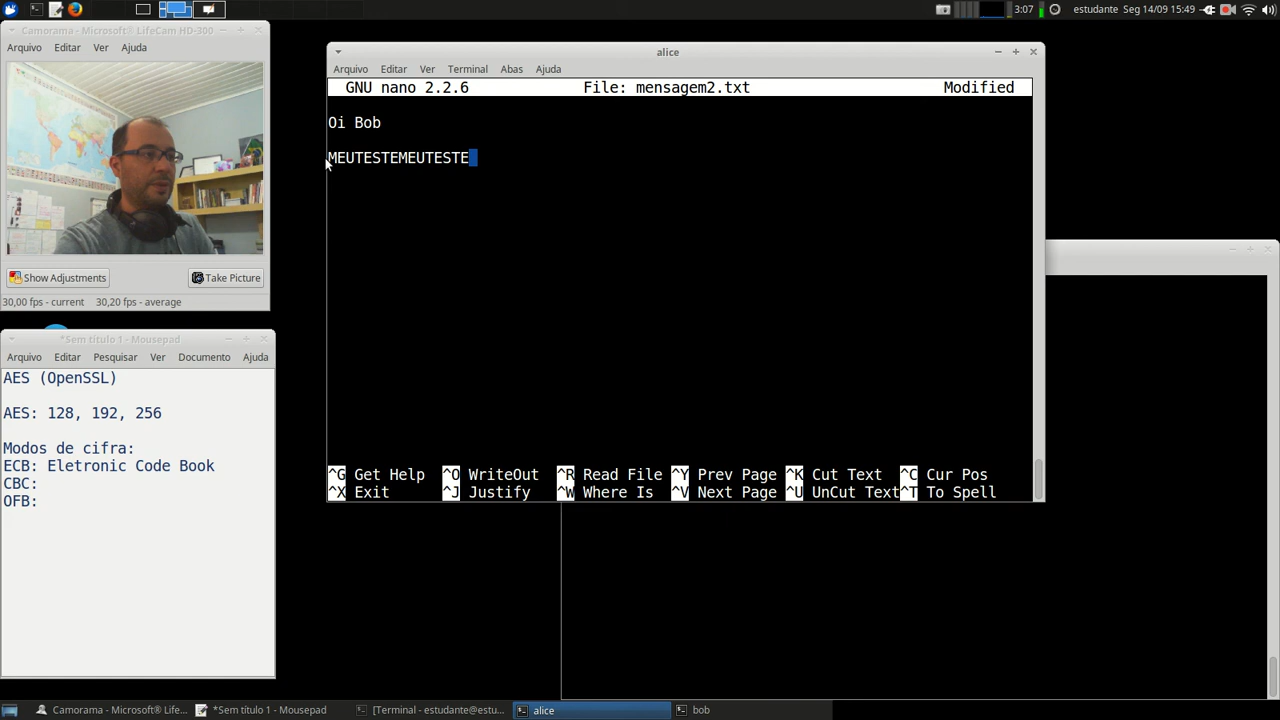 3:07 estudante Seg 14/09 15:49
Camorama - Microsoft® LifeCam HD-300
Arquivo Editar Ver Ajuda
Show Adjustments Take Picture
30,00 fps - current 30,20 fps - average
*Sem título 1 - Mousepad
Arquivo Editar Pesquisar Ver Documento Ajuda
AES (OpenSSL)
AES: 128, 192, 256
Modos de cifra:
ECB: Eletronic Code Book
CBC:
OFB:
alice
Arquivo Editar Ver Terminal Abas Ajuda
GNU nano 2.2.6 File: mensagem2.txt Modified
Oi Bob
MEUTESTEMEUTESTE
^G Get Help ^O WriteOut ^R Read File ^Y Prev Page ^K Cut Text ^C Cur Pos
^X Exit ^J Justify ^W Where Is ^V Next Page ^U UnCut Text ^T To Spell
Camorama - Microsoft® Life... *Sem título 1 - Mousepad [Terminal - estudante@estu... alice bob